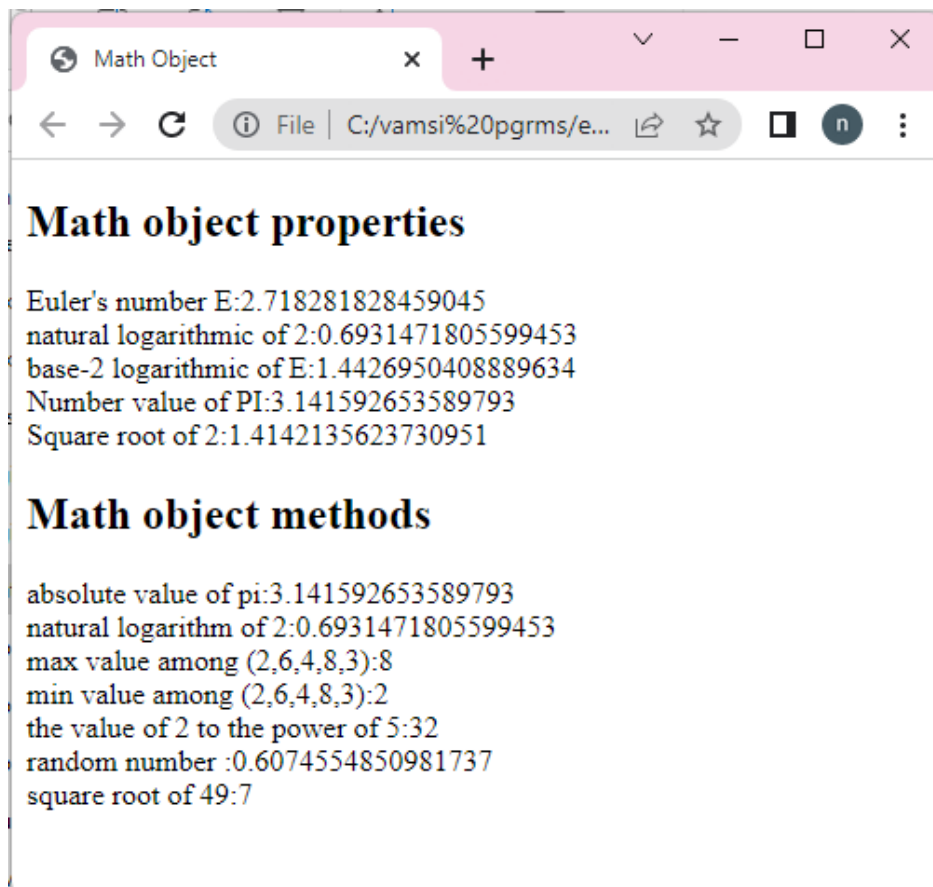 Math Object
File C:/vamsi%20pgrms/e... n
Math object properties
Euler's number E:2.718281828459045
natural logarithmic of 2:0.6931471805599453
base-2 logarithmic of E:1.4426950408889634
Number value of PI:3.141592653589793
Square root of 2:1.4142135623730951
Math object methods
absolute value of pi:3.141592653589793
natural logarithm of 2:0.6931471805599453
max value among (2,6,4,8,3):8
min value among (2,6,4,8,3):2
the value of 2 to the power of 5:32
random number :0.6074554850981737
square root of 49:7